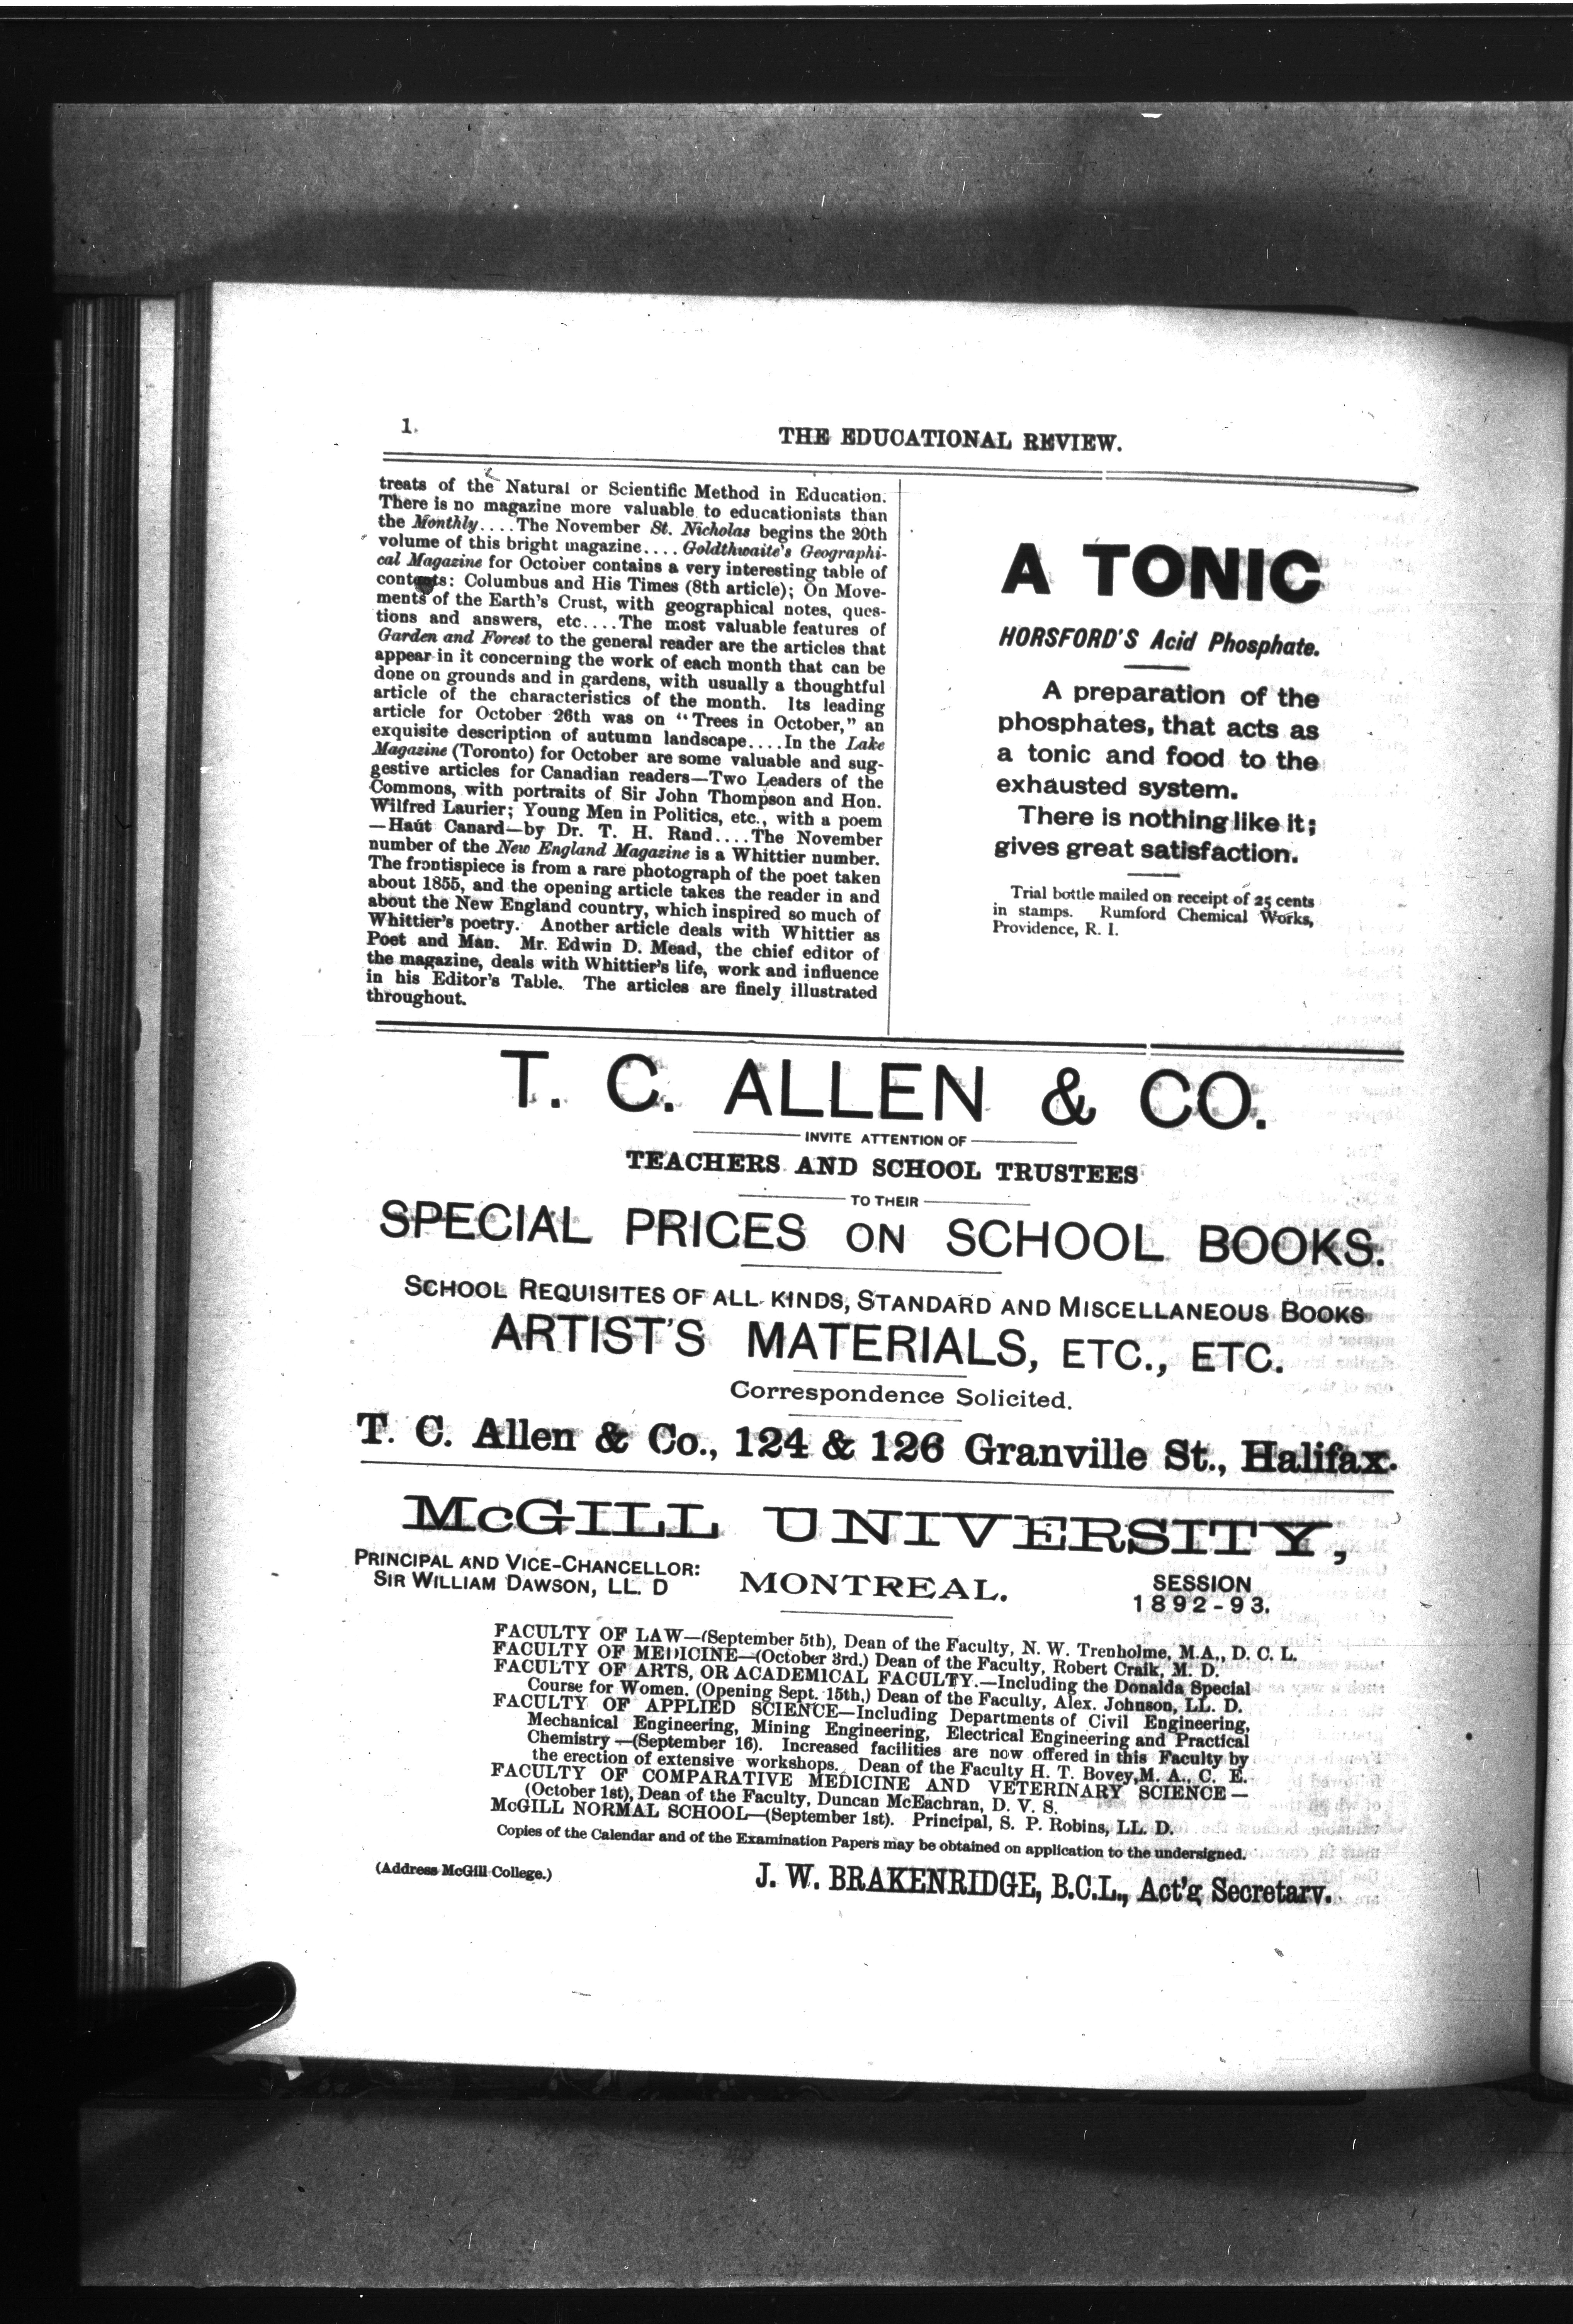 1.
THE EDUCATIONAL REVIEW.
treats of the Natural or Scientific Method in Education.
There is no magazine more valuable to educationists than
the Monthly....The November St. Nicholas begins the 20th
volume of this bright magazine.... Goldthwaite's Geographi-
cal Magazine for October contains a very interesting table of
contents: Columbus and His Times (8th article); On Move-
ments of the Earth's Crust, with geographical notes, ques-
tions and answers, etc....The most valuable features of
Garden and Forest to the general reader are the articles that
appear in it concerning the work of each month that can be
done on grounds and in gardens, with usually a thoughtful
article of the characteristics of the month. Its leading
article for October 26th was on "Trees in October," an
exquisite description of autumn landscape....In the Lake
Magazine (Toronto) for October are some valuable and sug-
gestive articles for Canadian readers—Two Leaders of the
Commons, with portraits of Sir John Thompson and Hon.
Wilfred Laurier; Young Men in Politics, etc., with a poem
—Haút Canard—by Dr. T. H. Rand....The November
number of the New England Magazine is a Whittier number.
The frontispiece is from a rare photograph of the poet taken
about 1855, and the opening article takes the reader in and
about the New England country, which inspired so much of
Whittier's poetry. Another article deals with Whittier as
Poet and Man. Mr. Edwin D. Mead, the chief editor of
the magazine, deals with Whittier's life, work and influence
in his Editor's Table. The articles are finely illustrated
throughout.
A TONIC
HORSFORD'S Acid Phosphate.
A preparation of the
phosphates, that acts as
a tonic and food to the
exhausted system.
There is nothing like it;
gives great satisfaction.
Trial bottle mailed on receipt of 25 cents
in stamps. Rumford Chemical Works,
Providence, R. I.
T. C. ALLEN & CO.
INVITE ATTENTION OF
TEACHERS AND SCHOOL TRUSTEES
TO THEIR
SPECIAL PRICES ON SCHOOL BOOKS.
SCHOOL REQUISITES OF ALL KINDS, STANDARD AND MISCELLANEOUS BOOKS
ARTIST'S MATERIALS, ETC., ETC.
Correspondence Solicited.
T. C. Allen & Co., 124 & 126 Granville St., Halifax.
McGILL UNIVERSITY,
PRINCIPAL AND VICE-CHANCELLOR:
SIR WILLIAM DAWSON, LL. D
MONTREAL.
SESSION
1892-93.
FACULTY OF LAW—(September 5th), Dean of the Faculty, N. W. Trenholme, M.A., D. C. L.
FACULTY OF MEDICINE—(October 3rd.) Dean of the Faculty, Robert Craik, M. D.
FACULTY OF ARTS, OR ACADEMICAL FACULTY.—Including the Donalda Special
Course for Women. (Opening Sept. 15th,) Dean of the Faculty, Alex. Johnson, LL. D.
FACULTY OF APPLIED SCIENCE—Including Departments of Civil Engineering,
Mechanical Engineering, Mining Engineering, Electrical Engineering and Practical
Chemistry—(September 16). Increased facilities are now offered in this Faculty by
the erection of extensive workshops. Dean of the Faculty H. T. Bovey, M. A., C. E.
FACULTY OF COMPARATIVE MEDICINE AND VETERINARY SCIENCE—
(October 1st), Dean of the Faculty, Duncan McEachran, D. V. S.
McGILL NORMAL SCHOOL—(September 1st). Principal, S. P. Robins, LL. D.
Copies of the Calendar and of the Examination Papers may be obtained on application to the undersigned.
(Address McGill College.)
J. W. BRAKENRIDGE, B.C.L., Act'g Secretary.